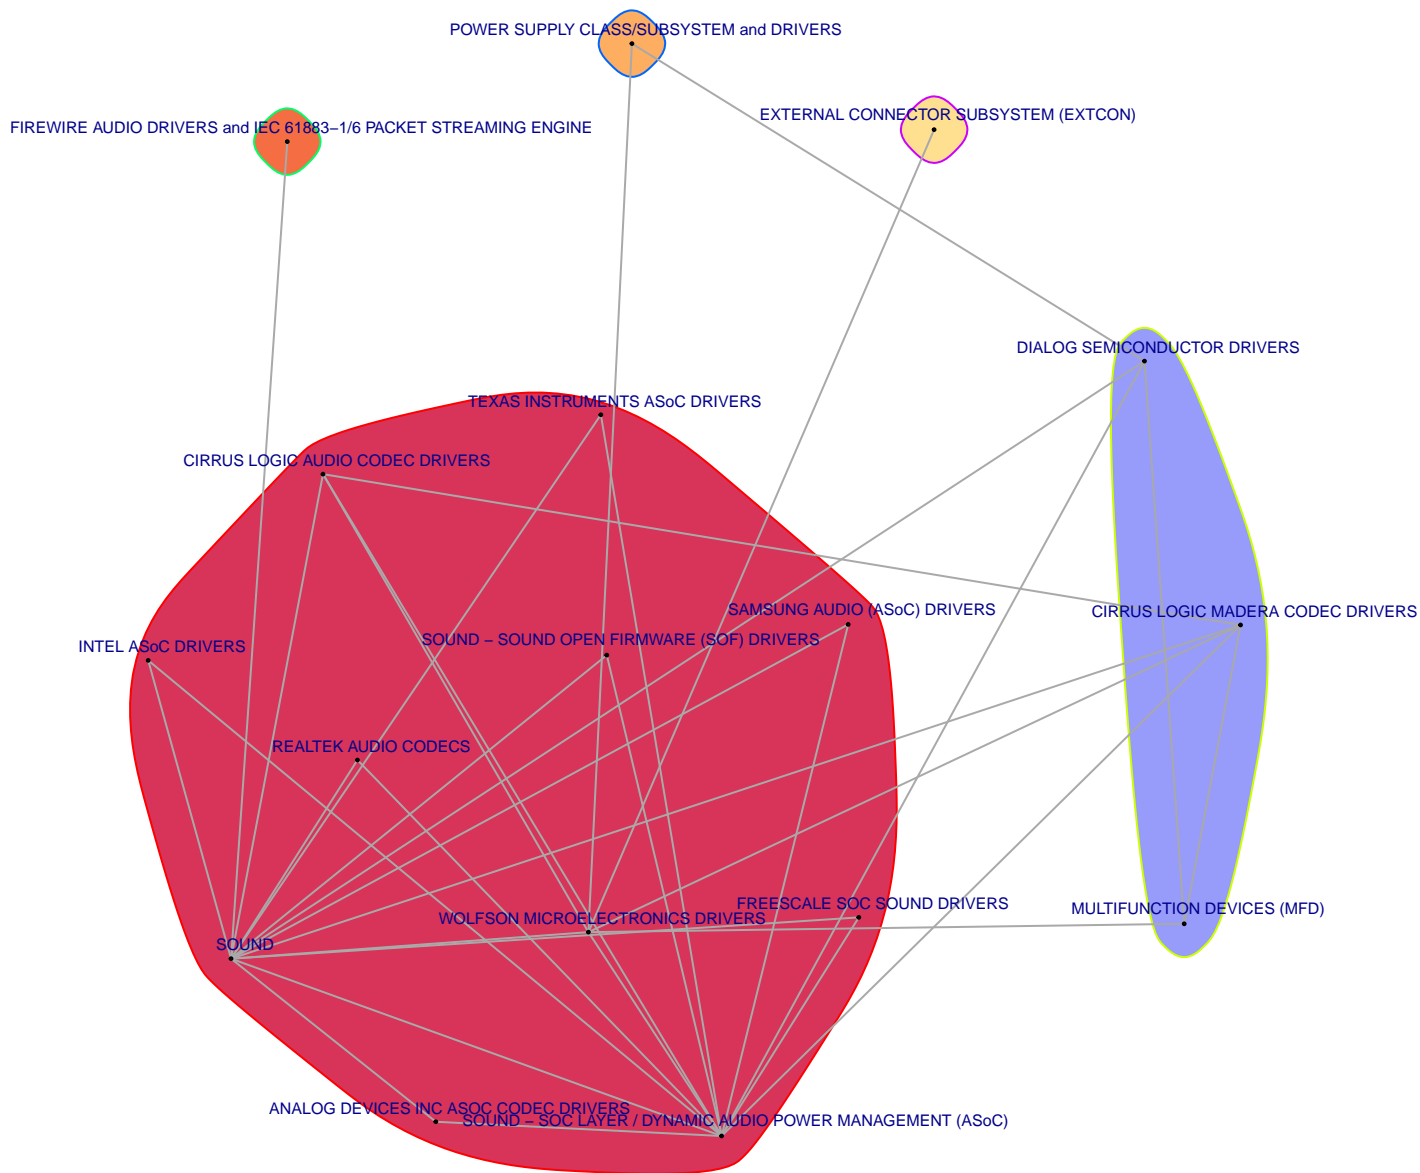 POWER SUPPLY CLASS/SUBSYSTEM and DRIVERS
EXTERNAL CONNECTOR SUBSYSTEM (EXTCON)
FIREWIRE AUDIO DRIVERS and IEC 61883−1/6 PACKET STREAMING ENGINE
DIALOG SEMICONDUCTOR DRIVERS
TEXAS INSTRUMENTS ASoC DRIVERS
CIRRUS LOGIC AUDIO CODEC DRIVERS
SAMSUNG AUDIO (ASoC) DRIVERS
CIRRUS LOGIC MADERA CODEC DRIVERS
SOUND − SOUND OPEN FIRMWARE (SOF) DRIVERS
INTEL ASoC DRIVERS
REALTEK AUDIO CODECS
FREESCALE SOC SOUND DRIVERS
MULTIFUNCTION DEVICES (MFD)
WOLFSON MICROELECTRONICS DRIVERS
SOUND
ANALOG DEVICES INC ASOC CODEC DRIVERS
SOUND − SOC LAYER / DYNAMIC AUDIO POWER MANAGEMENT (ASoC)